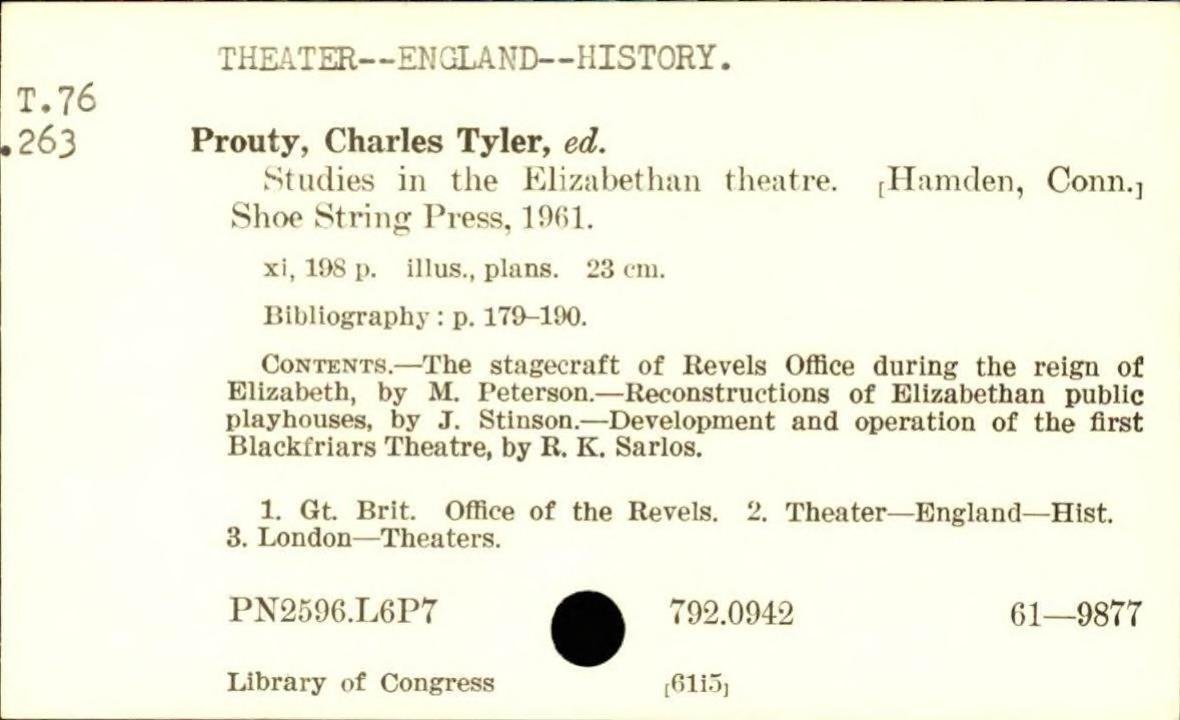 THEATER--ENGLAND--HISTORY.
T.76
.263
Prouty, Charles Tyler, ed.
Studies in the Elizabethan theatre. [Hamden, Conn.]
Shoe String Press, 1961.
xi, 198 p. illus., plans. 23 cm.
Bibliography : p. 179–190.
CONTENTS.—The stagecraft of Revels Office during the reign of
Elizabeth, by M. Peterson.—Reconstructions of Elizabethan public
playhouses, by J. Stinson.—Development and operation of the first
Blackfriars Theatre, by R. K. Sarlos.
1. Gt. Brit. Office of the Revels. 2. Theater—England—Hist.
3. London—Theaters.
PN2596.L6P7 792.0942 61—9877
Library of Congress [61i5]